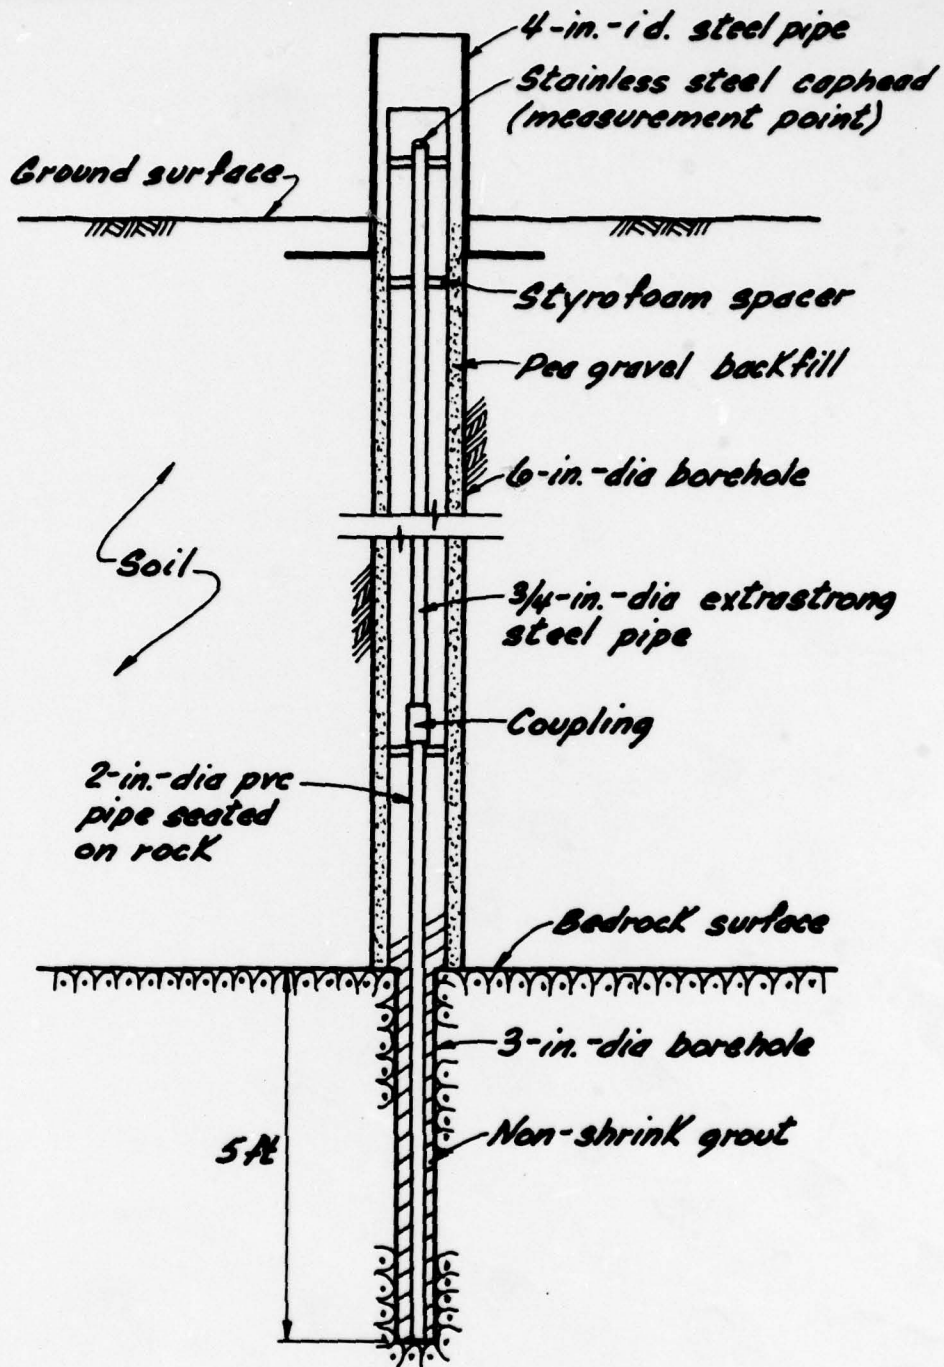 4-in.-id. steel pipe
Stainless steel caphead
(measurement point)
Ground surface
Styrofoam spacer
Pea gravel backfill
6-in.-dia borehole
Soil
3/4-in.-dia extrastrong
steel pipe
Coupling
2-in.-dia pvc
pipe seated
on rock
Bedrock surface
3-in.-dia borehole
Non-shrink grout
5 ft